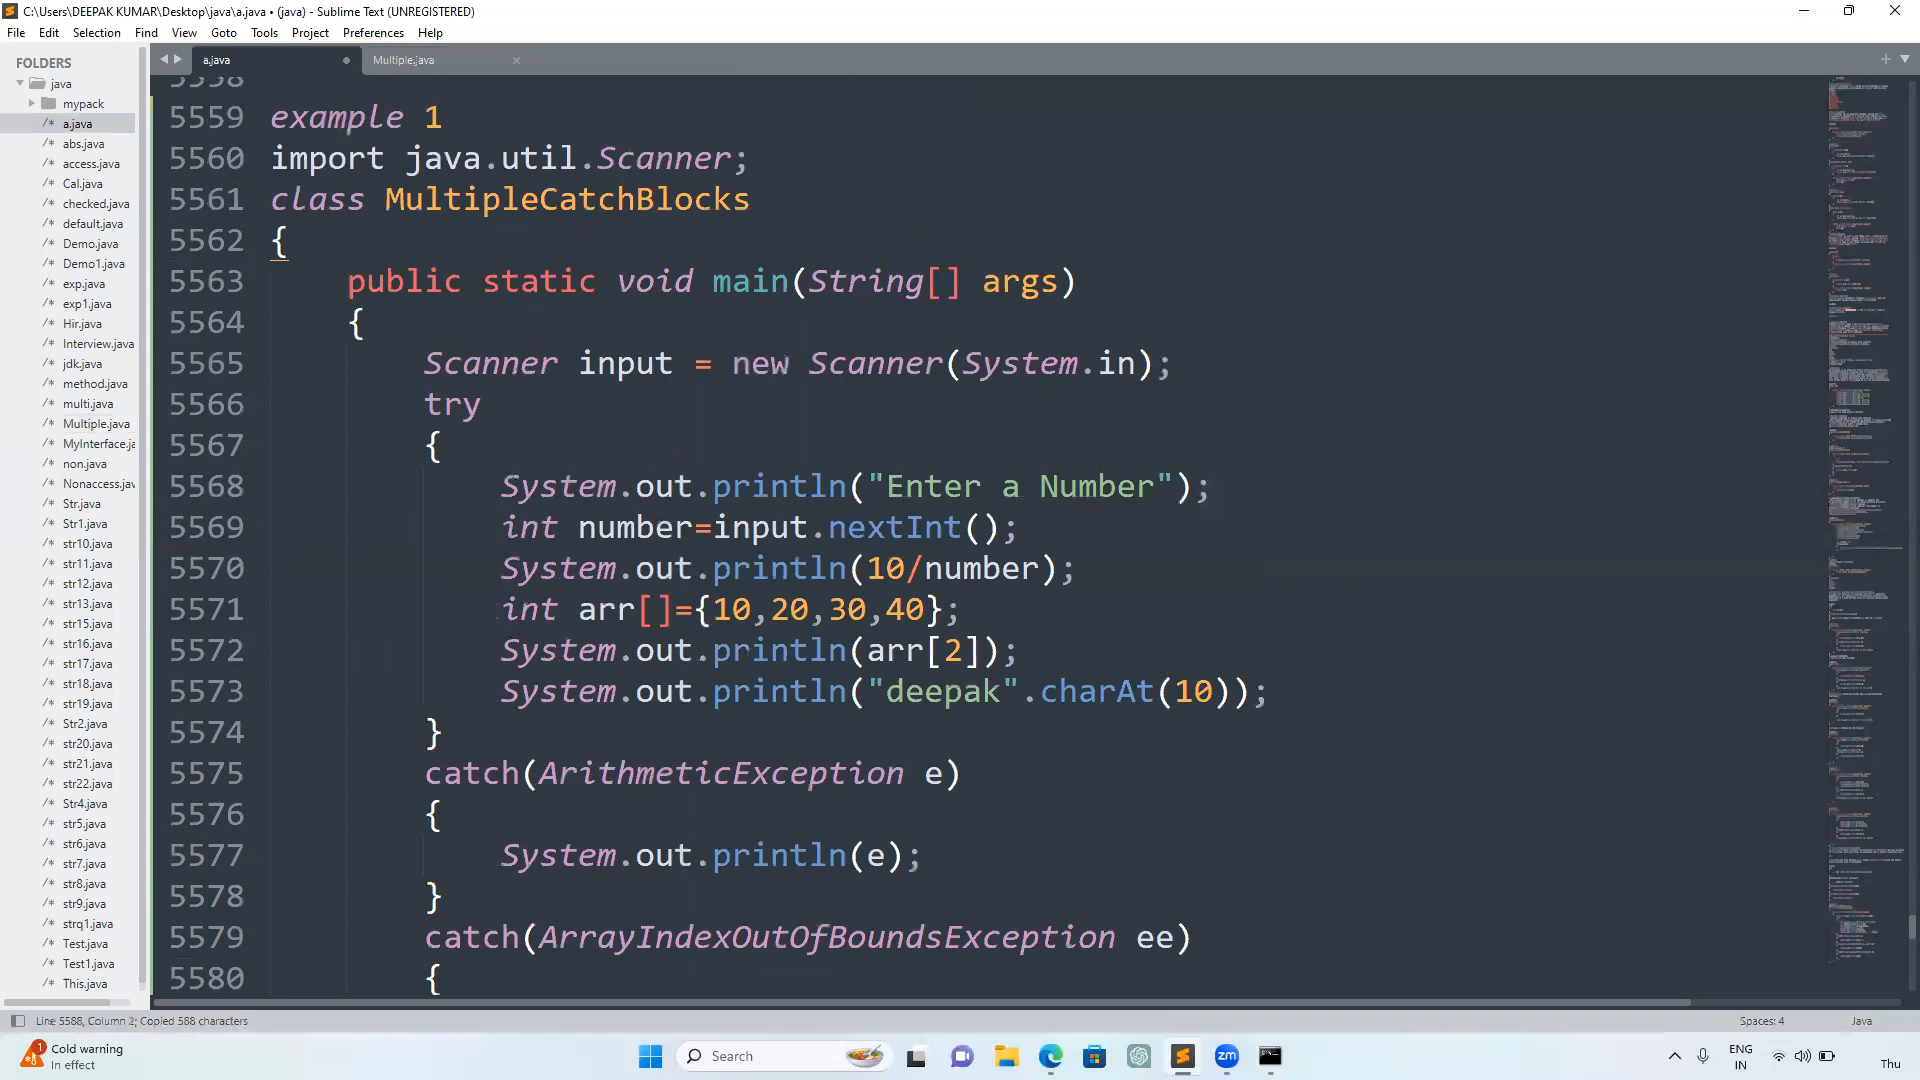 C:\Users\DEEPAK KUMAR\Desktop\java\a.java • (java) - Sublime Text (UNREGISTERED)
File Edit Selection Find View Goto Tools Project Preferences Help
FOLDERS
java
mypack
a.java
abs.java
access.java
Cal.java
checked.java
default.java
Demo.java
Demo1.java
exp.java
exp1.java
Hir.java
Interview.java
jdk.java
method.java
multi.java
Multiple.java
MyInterface.ja
non.java
Nonaccess.jav
Str.java
Str1.java
str10.java
str11.java
str12.java
str13.java
str15.java
str16.java
str17.java
str18.java
str19.java
Str2.java
str20.java
str21.java
str22.java
Str4.java
str5.java
str6.java
str7.java
str8.java
str9.java
strq1.java
Test.java
Test1.java
This.java
a.java Multiple.java
5558
5559 example 1
5560 import java.util.Scanner;
5561 class MultipleCatchBlocks
5562 {
5563 public static void main(String[] args)
5564 {
5565 Scanner input = new Scanner(System.in);
5566 try
5567 {
5568 System.out.println("Enter a Number");
5569 int number=input.nextInt();
5570 System.out.println(10/number);
5571 int arr[]={10,20,30,40};
5572 System.out.println(arr[2]);
5573 System.out.println("deepak".charAt(10));
5574 }
5575 catch(ArithmeticException e)
5576 {
5577 System.out.println(e);
5578 }
5579 catch(ArrayIndexOutOfBoundsException ee)
5580 {
Line 5588, Column 2; Copied 588 characters Spaces: 4 Java
1 Cold warning
In effect
Search
zm
ENG
IN
Thu